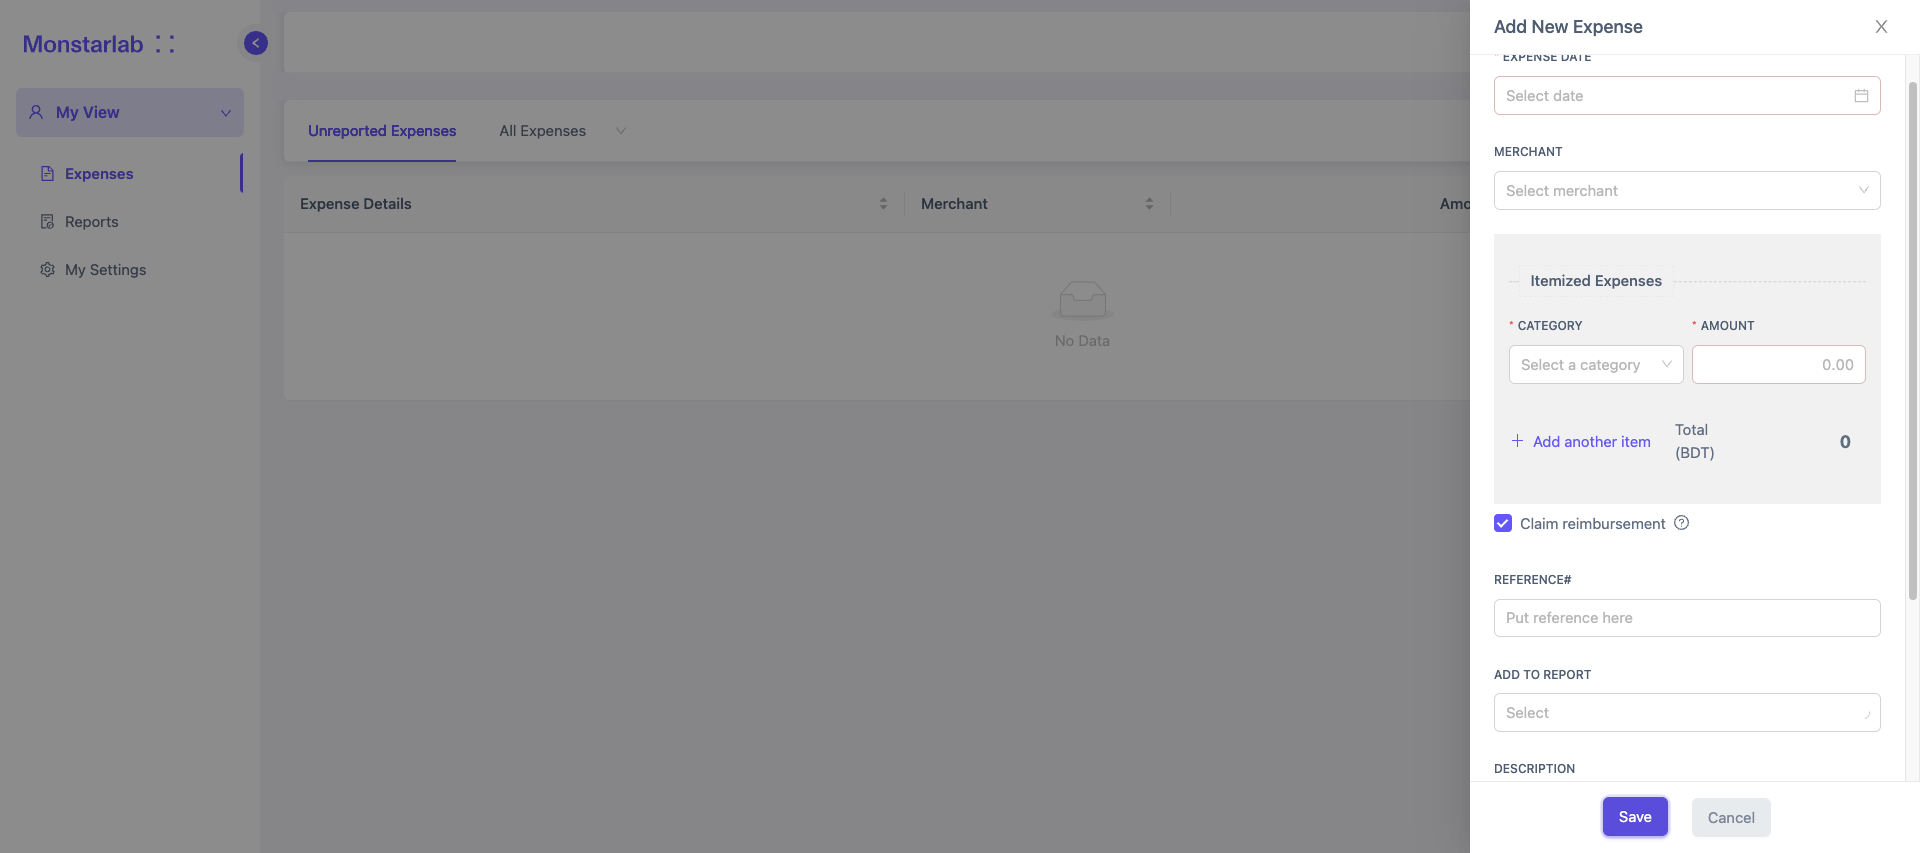 Monstarlab
My View
Expenses
Reports
My Settings
Unreported Expenses
All Expenses
Expense Details
Merchant
Amo
No Data
Add New Expense
* EXPENSE DATE
Select date
MERCHANT
Select merchant
Itemized Expenses
* CATEGORY
* AMOUNT
Select a category
0.00
+ Add another item
Total
(BDT)
0
Claim reimbursement
REFERENCE#
Put reference here
ADD TO REPORT
Select
DESCRIPTION
Save
Cancel